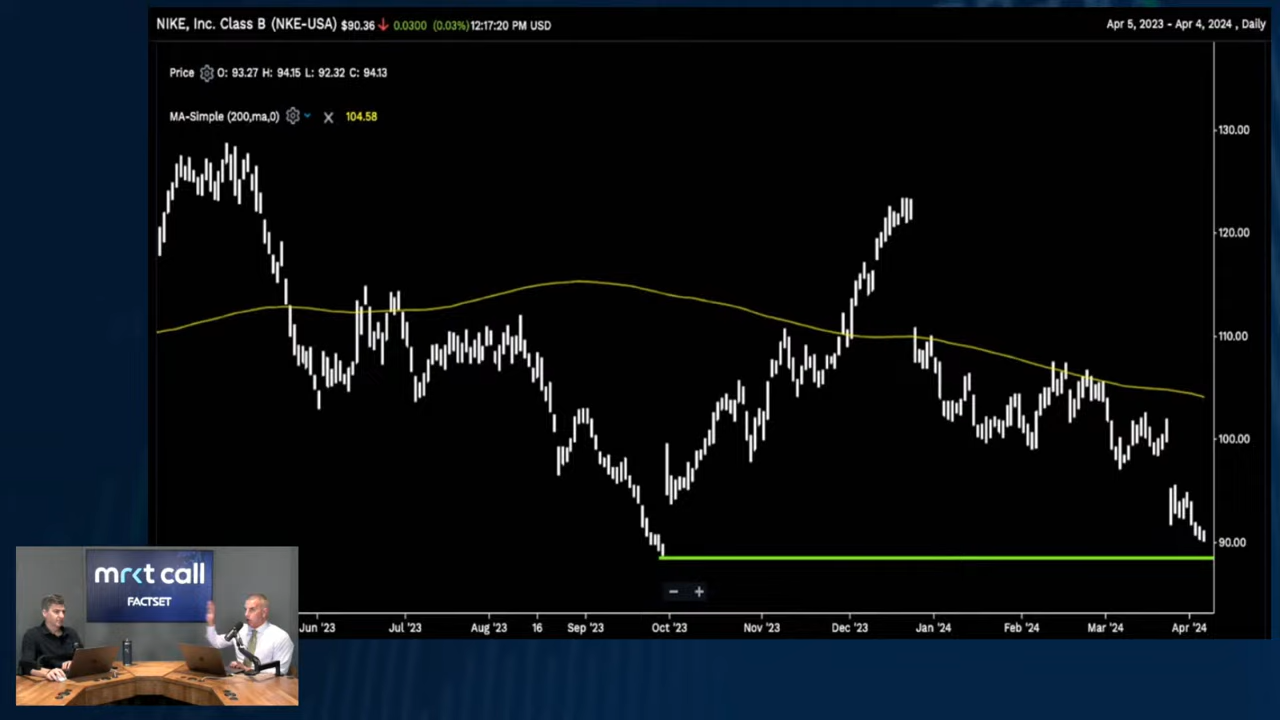 NIKE, Inc. Class B (NKE-USA) $90.36 0.0300 (0.03%) 12:17:20 PM USD
Apr 5, 2023 - Apr 4, 2024 , Daily
Price O: 93.27 H: 94.15 L: 92.32 C: 94.13
MA-Simple (200,ma,0) X 104.58
130.00
120.00
110.00
100.00
90.00
− +
Jun '23 Jul '23 Aug '23 16 Sep '23 Oct '23 Nov '23 Dec '23 Jan '24 Feb '24 Mar '24 Apr '24
mrkt call
FACTSET